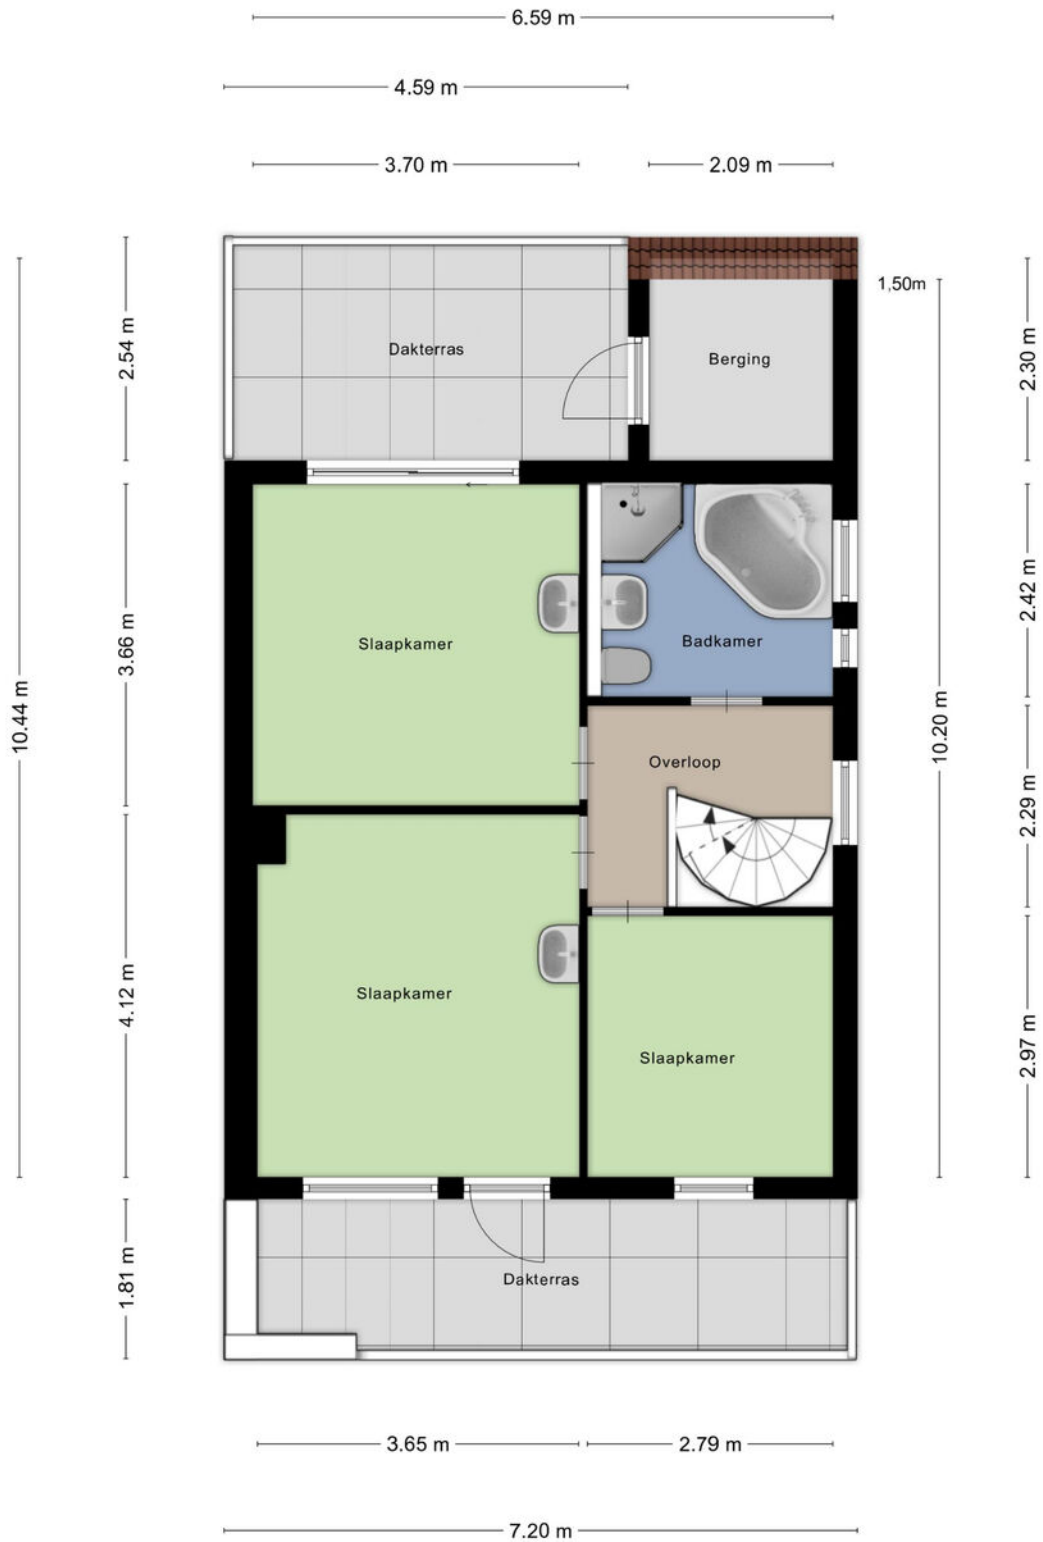 6.59 m
4.59 m
3.70 m
2.09 m
1,50m
2.54 m
Dakterras
Berging
2.30 m
3.66 m
Slaapkamer
Badkamer
2.42 m
10.44 m
10.20 m
Overloop
2.29 m
4.12 m
Slaapkamer
Slaapkamer
2.97 m
1.81 m
Dakterras
3.65 m
2.79 m
7.20 m